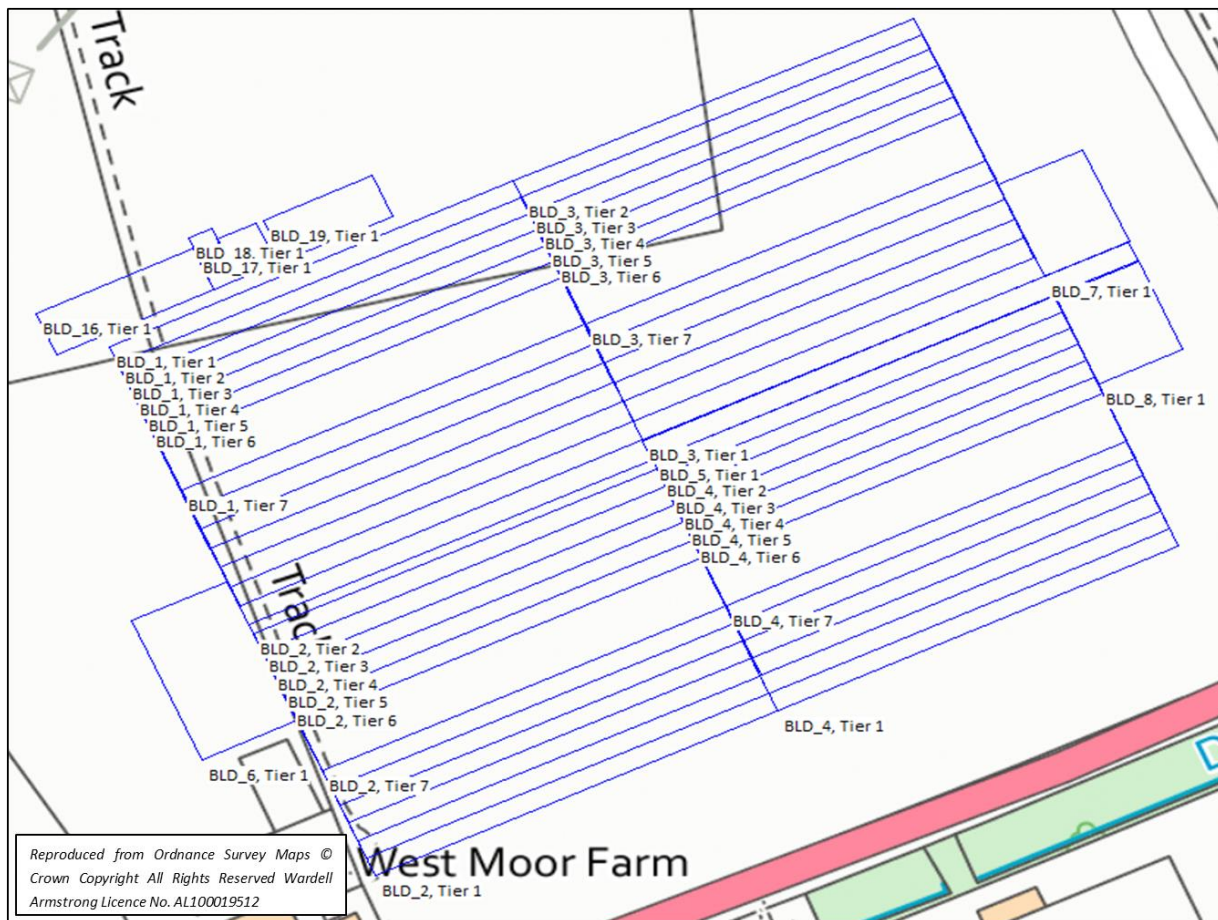 Track
BLD_3, Tier 2
BLD_3, Tier 3
BLD_3, Tier 4
BLD_3, Tier 5
BLD_3, Tier 6
BLD_19, Tier 1
BLD_18. Tier 1
BLD_17, Tier 1
BLD_7, Tier 1
BLD_16, Tier 1
BLD_3, Tier 7
BLD_1, Tier 1
BLD_1, Tier 2
BLD_1, Tier 3
BLD_1, Tier 4
BLD_1, Tier 5
BLD_1, Tier 6
BLD_8, Tier 1
BLD_3, Tier 1
BLD_5, Tier 1
BLD_4, Tier 2
BLD_4, Tier 3
BLD_4, Tier 4
BLD_4, Tier 5
BLD_4, Tier 6
BLD_1, Tier 7
Track
BLD_4, Tier 7
BLD_2, Tier 2
BLD_2, Tier 3
BLD_2, Tier 4
BLD_2, Tier 5
BLD_2, Tier 6
BLD_4, Tier 1
BLD_6, Tier 1
BLD_2, Tier 7
D
West Moor Farm
BLD_2, Tier 1
Reproduced from Ordnance Survey Maps ©
Crown Copyright All Rights Reserved Wardell
Armstrong Licence No. AL100019512